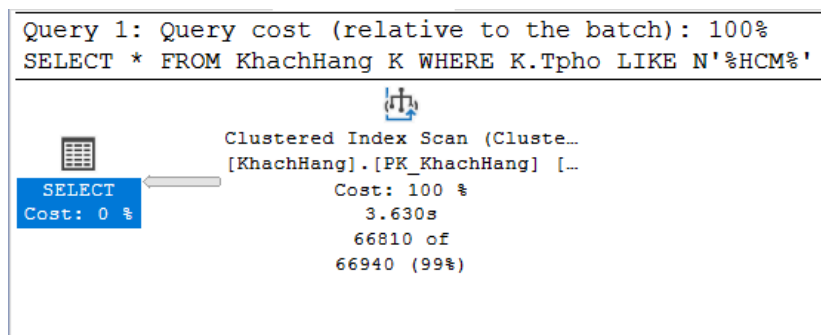 Query 1: Query cost (relative to the batch): 100%
SELECT * FROM KhachHang K WHERE K.Tpho LIKE N'%HCM%'
Clustered Index Scan (Cluste…
[KhachHang].[PK_KhachHang] […
Cost: 100 %
3.630s
66810 of
66940 (99%)
SELECT
Cost: 0 %